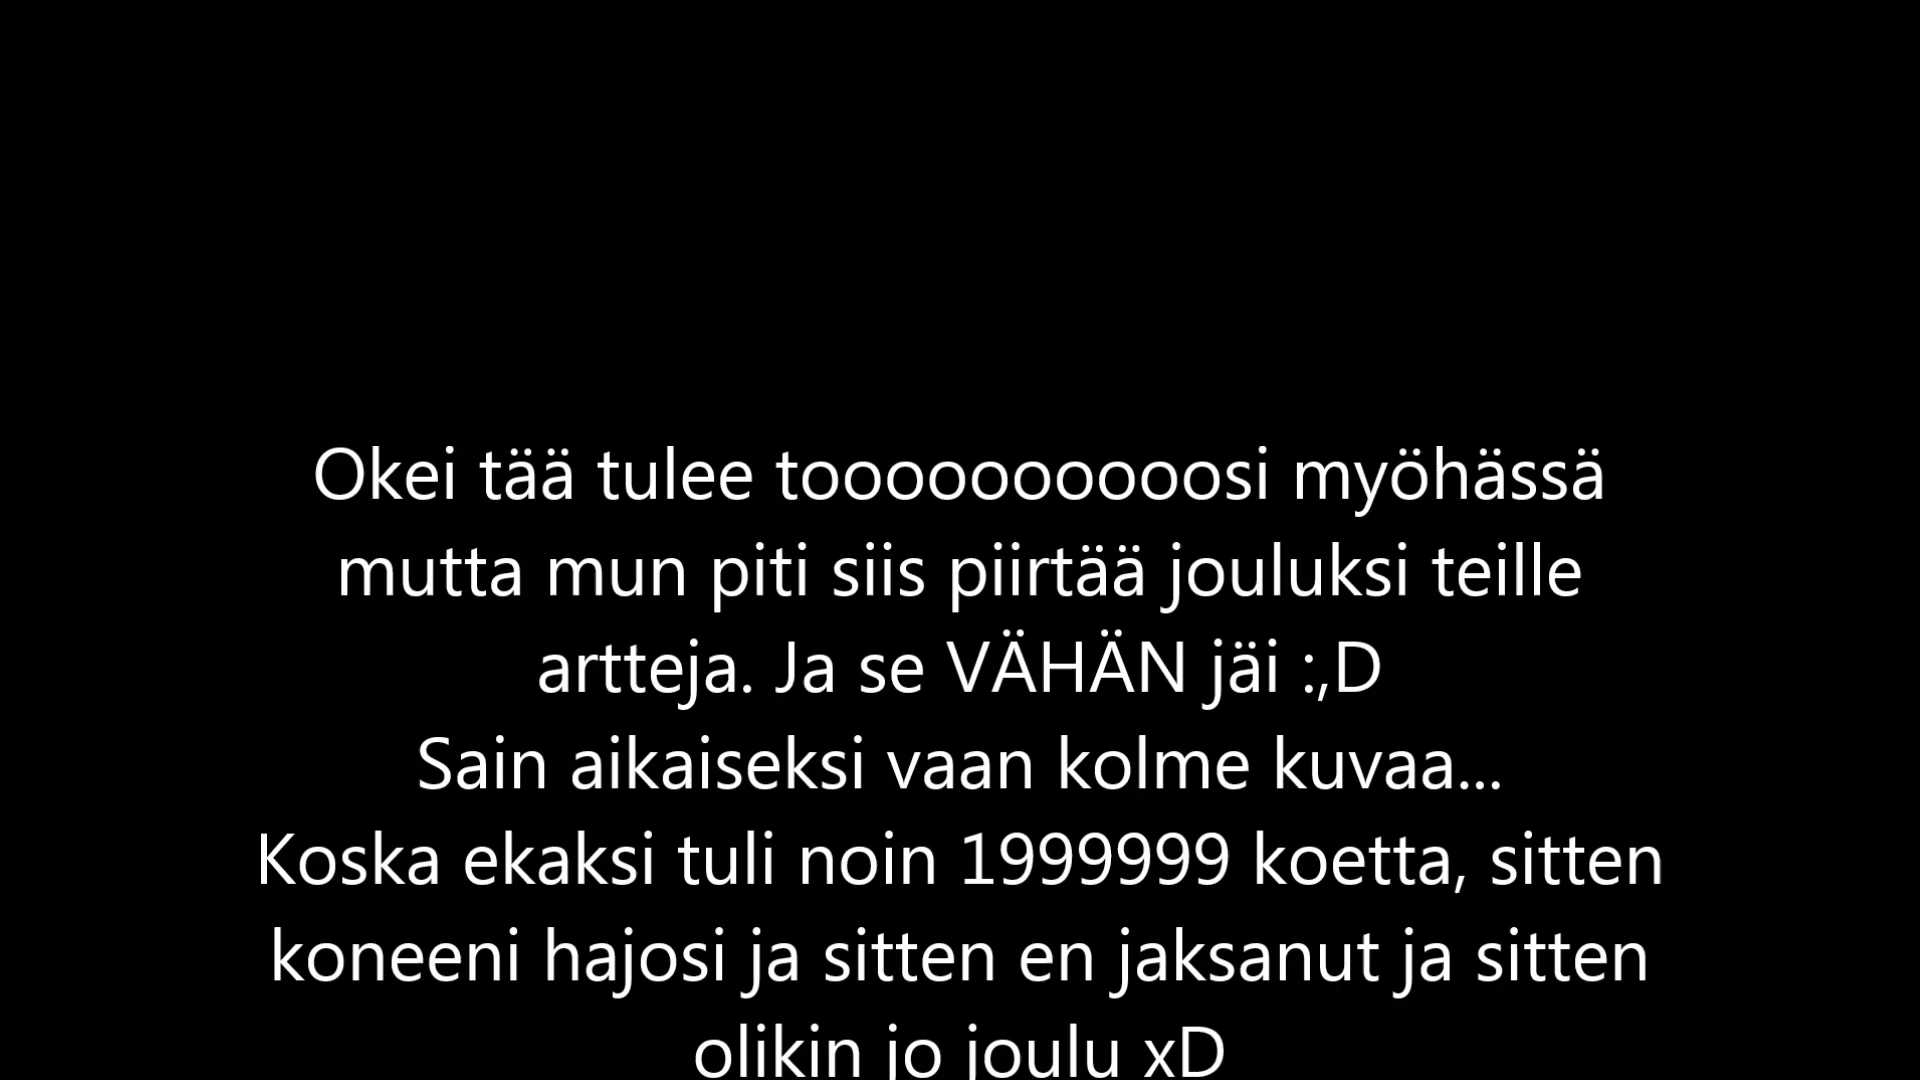 Okei tää tulee toooooooooosi myöhässä
mutta mun piti siis piirtää jouluksi teille
artteja. Ja se VÄHÄN jäi :,D
Sain aikaiseksi vaan kolme kuvaa...
Koska ekaksi tuli noin 1999999 koetta, sitten
koneeni hajosi ja sitten en jaksanut ja sitten
olikin jo joulu xD